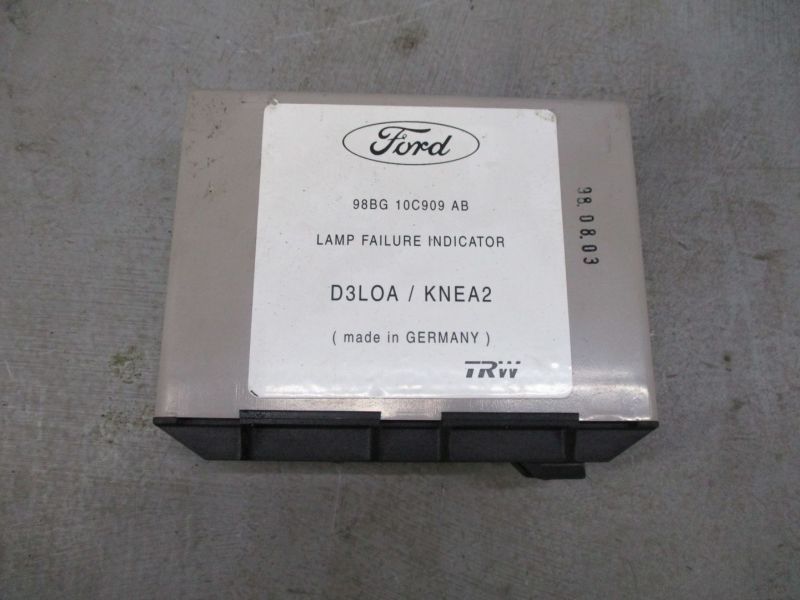 Ford
98BG 10C909 AB
LAMP FAILURE INDICATOR
D3LOA / KNEA2
( made in GERMANY )
TRW
98.08.03